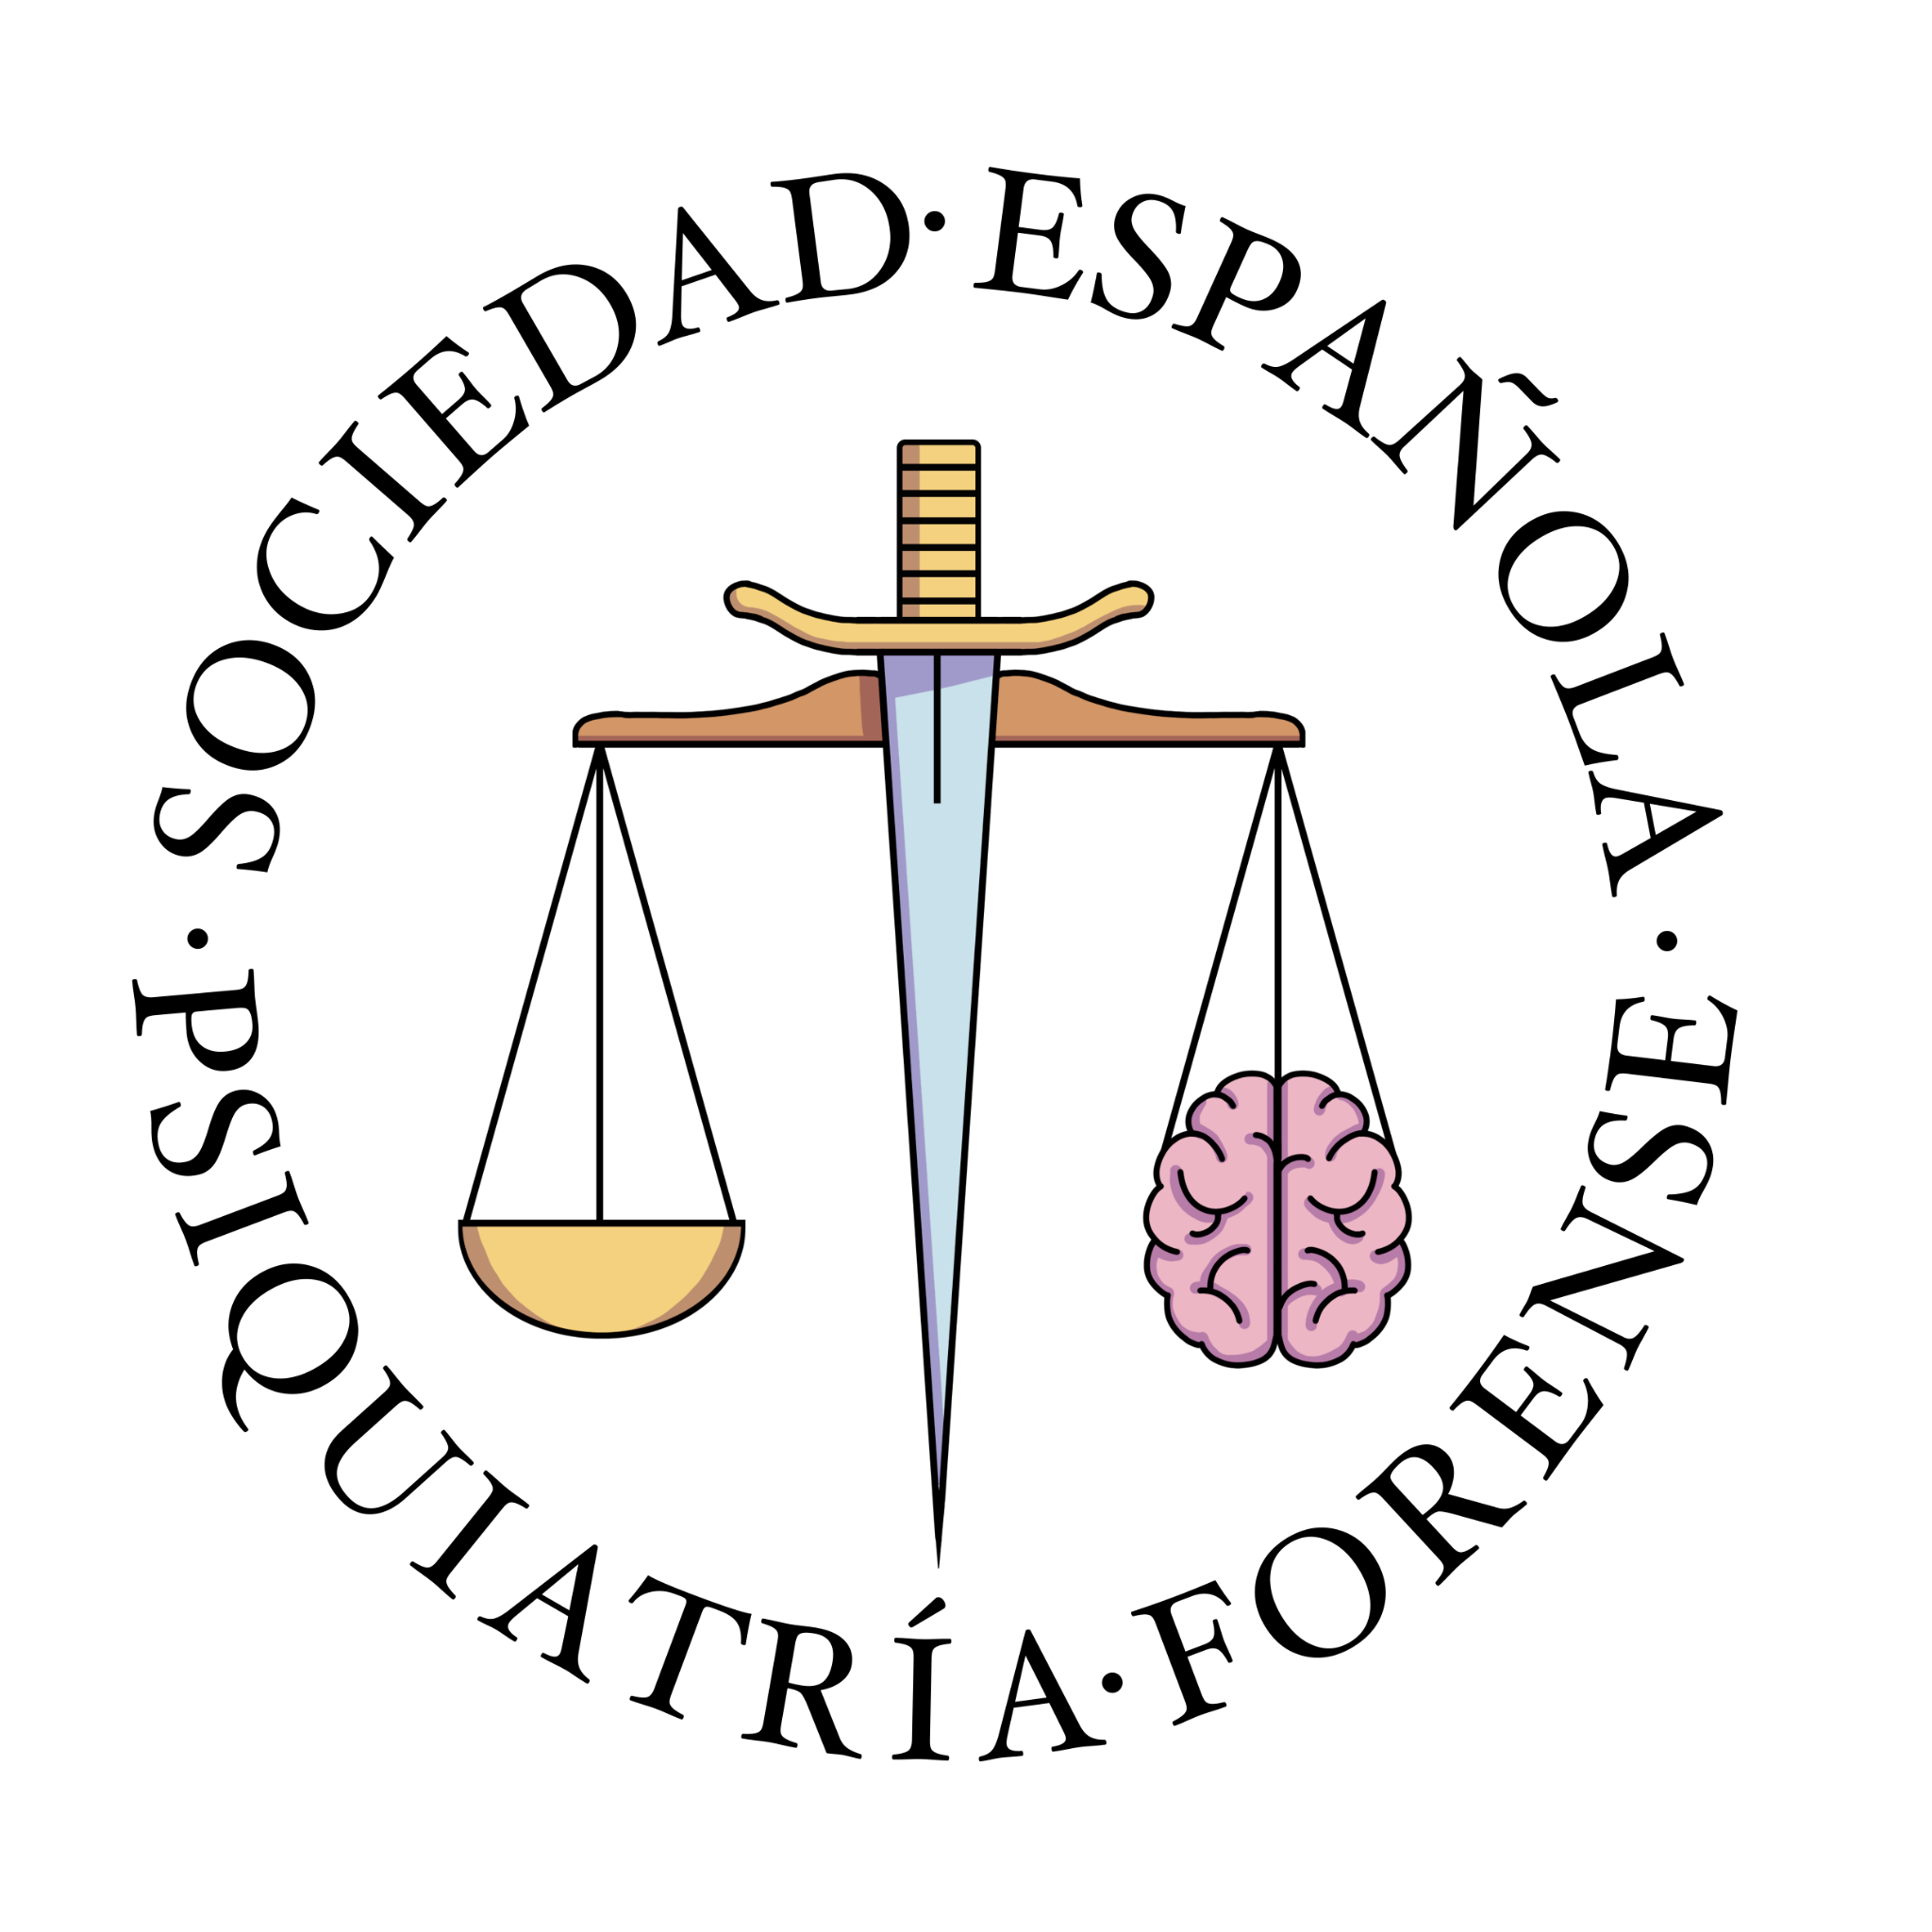 SOCIEDAD · ESPAÑOLA ·
PSIQUIATRÍA · FORENSE ·